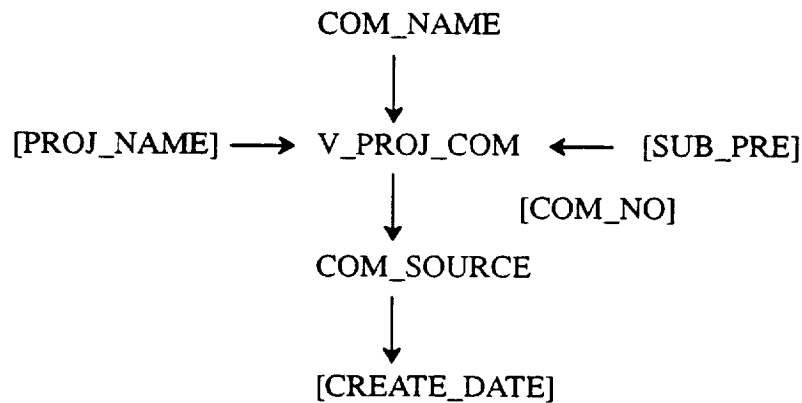 COM_NAME
[PROJ_NAME] V_PROJ_COM [SUB_PRE]
[COM_NO]
COM_SOURCE
[CREATE_DATE]